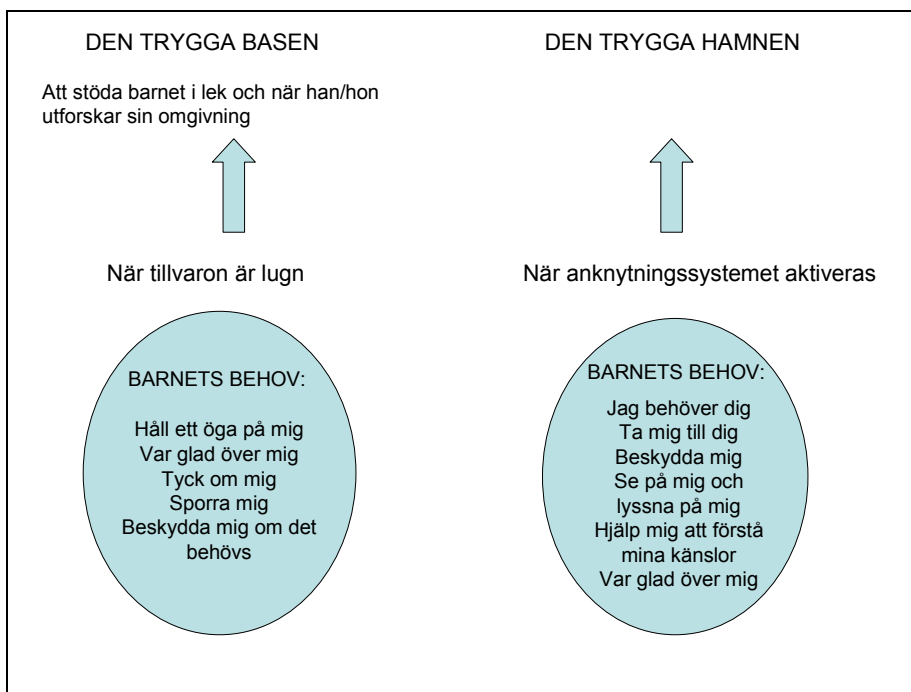 DEN TRYGGA BASEN
Att stöda barnet i lek och när han/hon
utforskar sin omgivning
När tillvaron är lugn
BARNETS BEHOV:
Håll ett öga på mig
Var glad över mig
Tyck om mig
Sporra mig
Beskydda mig om det
behövs
DEN TRYGGA HAMNEN
När anknytningssystemet aktiveras
BARNETS BEHOV:
Jag behöver dig
Ta mig till dig
Beskydda mig
Se på mig och
lyssna på mig
Hjälp mig att förstå
mina känslor
Var glad över mig